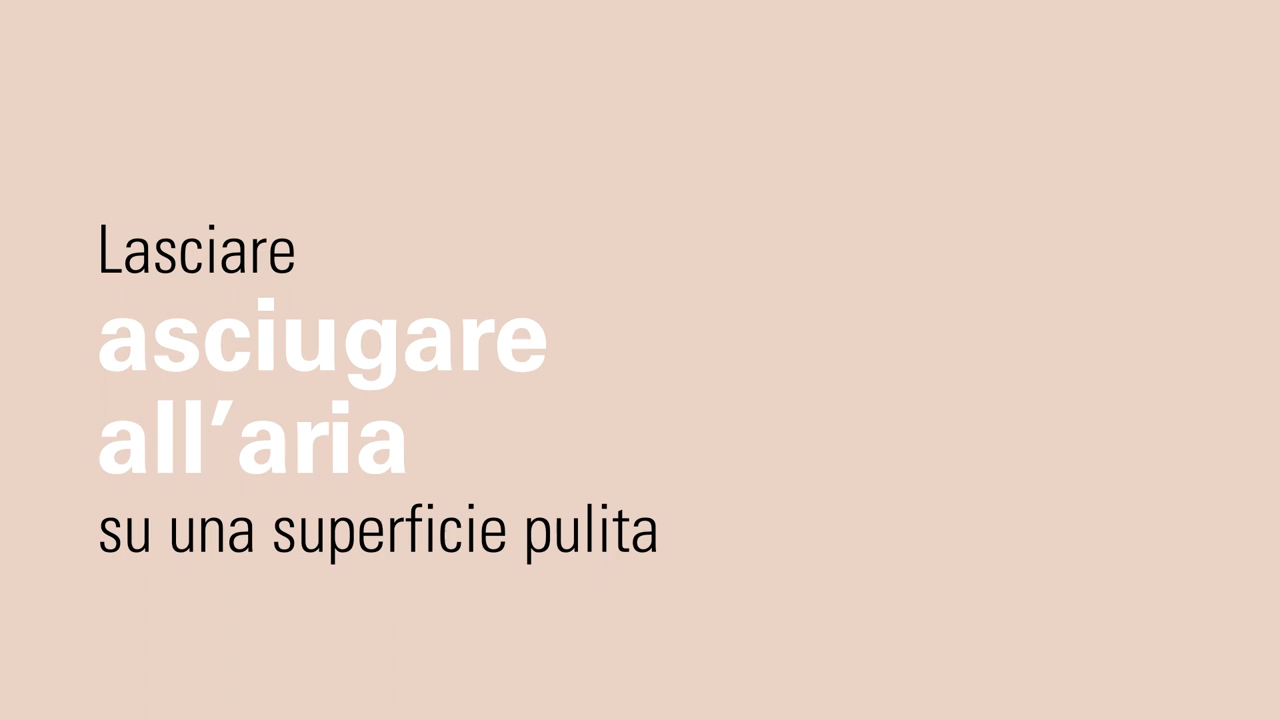 Lasciare
asciugare
all’aria
su una superficie pulita